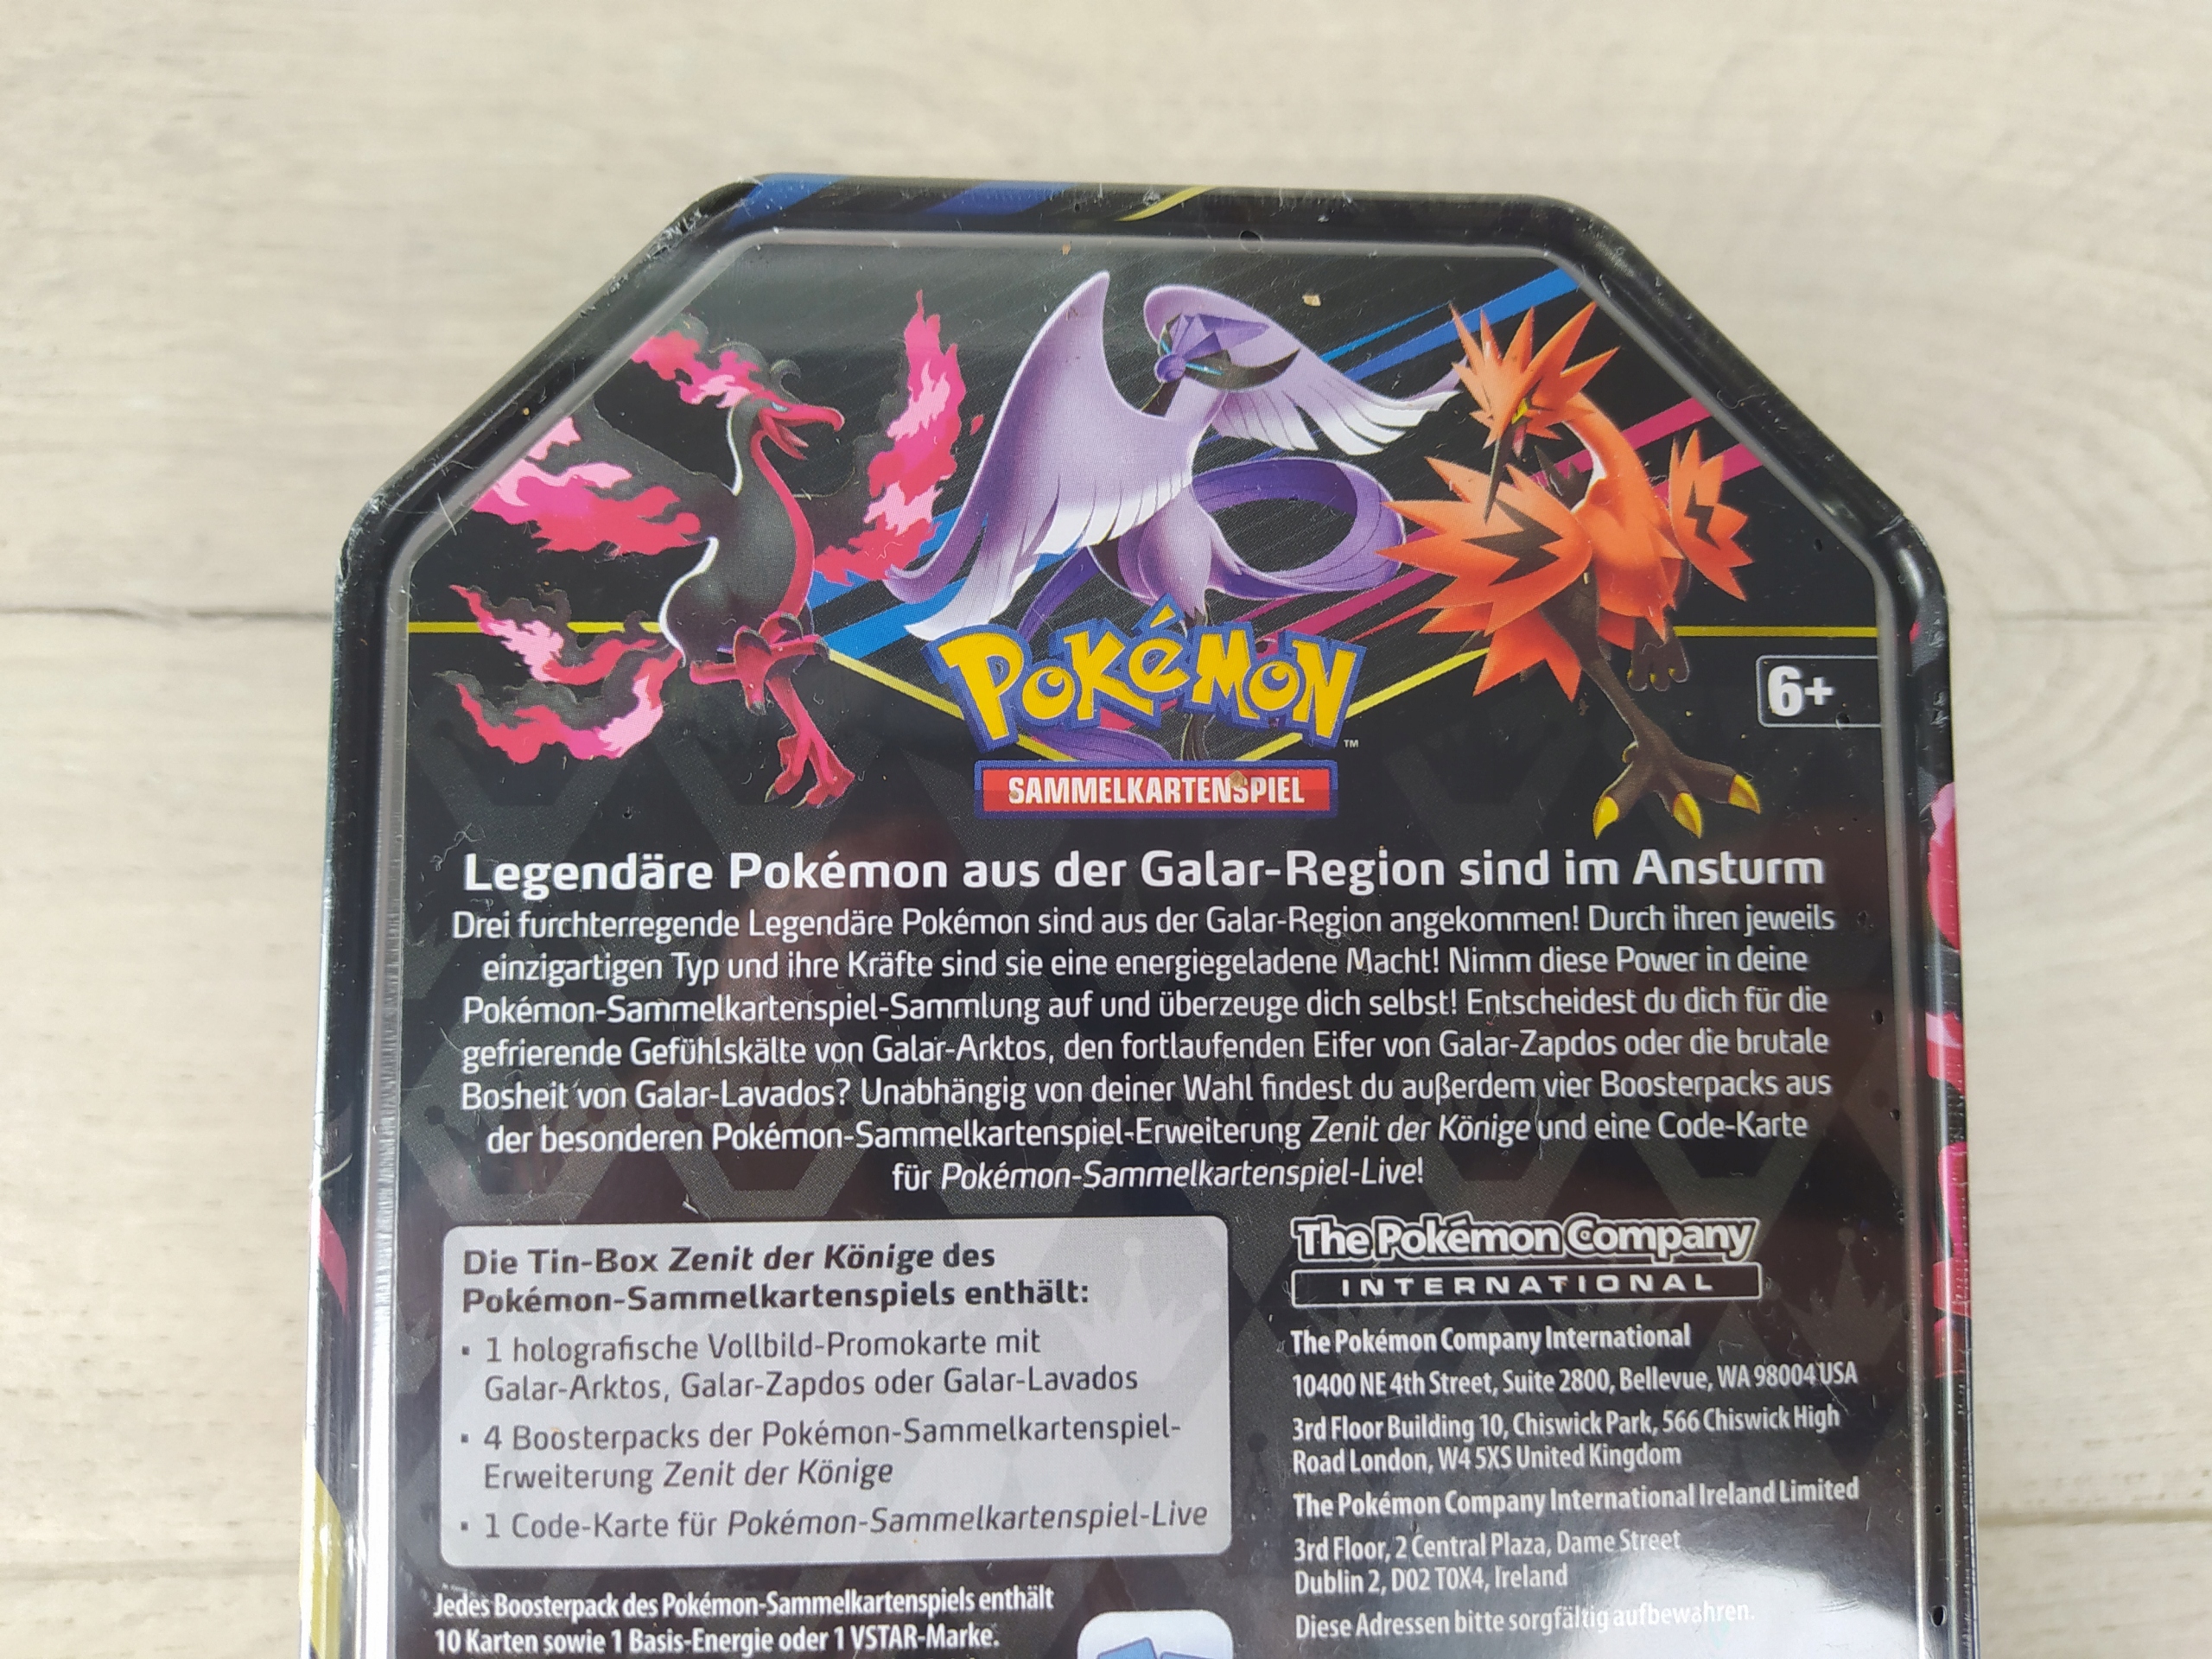 Pokémon
™
SAMMELKARTENSPIEL
6+
Legendäre Pokémon aus der Galar-Region sind im Ansturm
Drei furchterregende Legendäre Pokémon sind aus der Galar-Region angekommen! Durch ihren jeweils
einzigartigen Typ und ihre Kräfte sind sie eine energiegeladene Macht! Nimm diese Power in deine
Pokémon-Sammelkartenspiel-Sammlung auf und überzeuge dich selbst! Entscheidest du dich für die
gefrierende Gefühlskälte von Galar-Arktos, den fortlaufenden Eifer von Galar-Zapdos oder die brutale
Bosheit von Galar-Lavados? Unabhängig von deiner Wahl findest du außerdem vier Boosterpacks aus
der besonderen Pokémon-Sammelkartenspiel-Erweiterung Zenit der Könige und eine Code-Karte
für Pokémon-Sammelkartenspiel-Live!
Die Tin-Box Zenit der Könige des
Pokémon-Sammelkartenspiels enthält:
▪ 1 holografische Vollbild-Promokarte mit
Galar-Arktos, Galar-Zapdos oder Galar-Lavados
▪ 4 Boosterpacks der Pokémon-Sammelkartenspiel-
Erweiterung Zenit der Könige
▪ 1 Code-Karte für Pokémon-Sammelkartenspiel-Live
Jedes Boosterpack des Pokémon-Sammelkartenspiels enthält
10 Karten sowie 1 Basis-Energie oder 1 VSTAR-Marke.
The Pokémon Company
INTERNATIONAL
The Pokémon Company International
10400 NE 4th Street, Suite 2800, Bellevue, WA 98004 USA
3rd Floor Building 10, Chiswick Park, 566 Chiswick High
Road London, W4 5XS United Kingdom
The Pokémon Company International Ireland Limited
3rd Floor, 2 Central Plaza, Dame Street
Dublin 2, D02 T0X4, Ireland
Diese Adressen bitte sorgfältig aufbewahren.